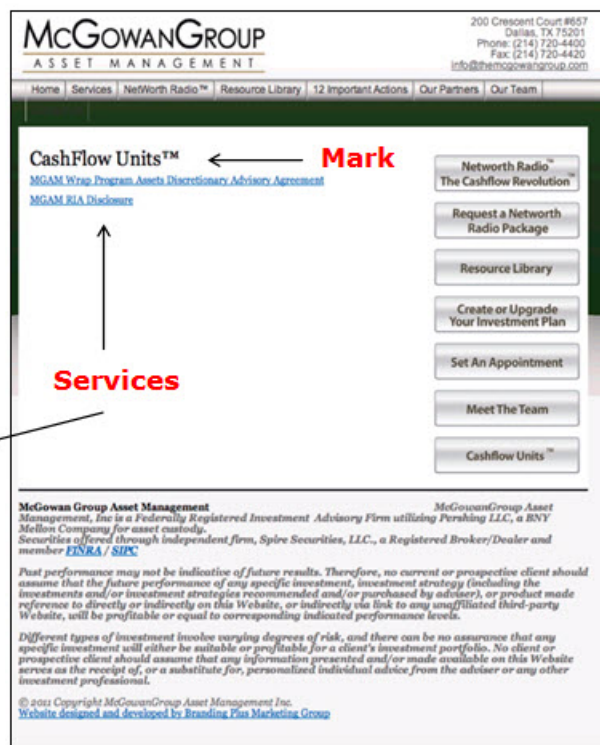 McGowanGroup
ASSET MANAGEMENT
200 Crescent Court #657
Dallas, TX 75201
Phone: (214) 720-4400
Fax: (214) 720-4420
info@themcgowangroup.com
Home Services NetWorth Radio™ Resource Library 12 Important Actions Our Partners Our Team
CashFlow Units™
Mark
MGAM Wrap Program Assets Discretionary Advisory Agreement
MGAM RIA Disclosure
Services
Networth Radio™
The Cashflow Revolution™
Request a Networth
Radio Package
Resource Library
Create or Upgrade
Your Investment Plan
Set An Appointment
Meet The Team
Cashflow Units™
McGowan Group Asset Management McGowanGroup Asset
Management, Inc is a Federally Registered Investment Advisory Firm utilizing Pershing LLC, a BNY
Mellon Company for asset custody.
Securities offered through independent firm, Spire Securities, LLC., a Registered Broker/Dealer and
member FINRA / SIPC
Past performance may not be indicative of future results. Therefore, no current or prospective client should
assume that the future performance of any specific investment, investment strategy (including the
investments and/or investment strategies recommended and/or purchased by adviser), or product made
reference to directly or indirectly on this Website, or indirectly via link to any unaffiliated third-party
Website, will be profitable or equal to corresponding indicated performance levels.
Different types of investment involve varying degrees of risk, and there can be no assurance that any
specific investment will either be suitable or profitable for a client's investment portfolio. No client or
prospective client should assume that any information presented and/or made available on this Website
serves as the receipt of, or a substitute for, personalized individual advice from the adviser or any other
investment professional.
© 2011 Copyright McGowanGroup Asset Management Inc.
Website designed and developed by Branding Plus Marketing Group